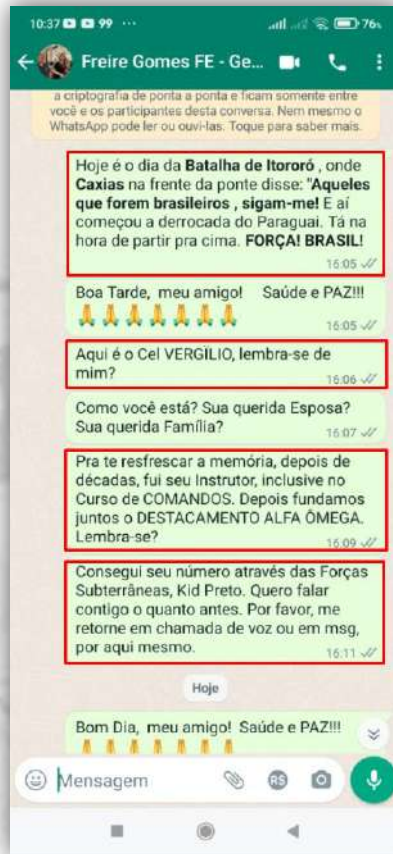 10:37 99 ··· 76%
Freire Gomes FE - Ge...
a criptografia de ponta a ponta e ficam somente entre
você e os participantes desta conversa. Nem mesmo o
WhatsApp pode ler ou ouvi-las. Toque para saber mais.
Hoje é o dia da Batalha de Itororó , onde
Caxias na frente da ponte disse: "Aqueles
que forem brasileiros , sigam-me! E aí
começou a derrocada do Paraguai. Tá na
hora de partir pra cima. FORÇA! BRASIL!
16:05
Boa Tarde, meu amigo! Saúde e PAZ!!!
🙏🙏🙏🙏🙏🙏🙏
16:05
Aqui é o Cel VERGÏLIO, lembra-se de
mim?
16:06
Como você está? Sua querida Esposa?
Sua querida Família?
16:07
Pra te resfrescar a memória, depois de
décadas, fui seu Instrutor, inclusive no
Curso de COMANDOS. Depois fundamos
juntos o DESTACAMENTO ALFA ÔMEGA.
Lembra-se?
16:09
Consegui seu número através das Forças
Subterrâneas, Kid Preto. Quero falar
contigo o quanto antes. Por favor, me
retorne em chamada de voz ou em msg,
por aqui mesmo.
16:11
Hoje
Bom Dia, meu amigo! Saúde e PAZ!!!
Mensagem
RS